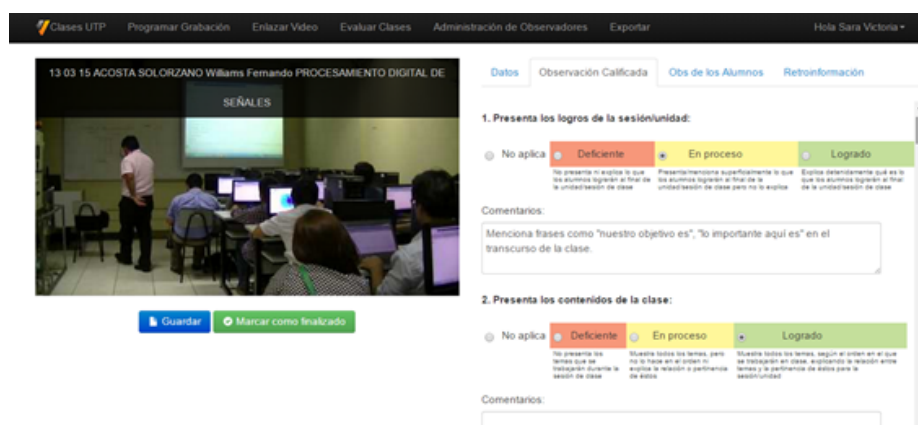 Clases UTP Programar Grabación Enlazar Video Evaluar Clases Administración de Observadores Exportar Hola Sara Victoria
13 03 15 ACOSTA SOLORZANO Williams Fernando PROCESAMIENTO DIGITAL DE
SEÑALES
Guardar Marcar como finalizado
Datos Observación Calificada Obs de los Alumnos Retroinformación
1. Presenta los logros de la sesión/unidad:
No aplica Deficiente En proceso Logrado
No presenta ni explica lo que
los alumnos lograrán al final de
la unidad/sesión de clase
Presenta/menciona superficialmente lo que
los alumnos lograrán al final de la
unidad/sesión de clase pero no lo explica
Explica detenidamente qué es lo
que los alumnos lograrán al final
de la unidad/sesión de clase
Comentarios:
Menciona frases como "nuestro objetivo es", "lo importante aquí es" en el
transcurso de la clase.
2. Presenta los contenidos de la clase:
No aplica Deficiente En proceso Logrado
No presenta los
temas que se
trabajarán durante la
sesión de clase
Muestra todos los temas, pero
no lo hace en el orden ni
explica la relación o pertinencia
de éstos
Muestra todos los temas, según el orden en el que
se trabajarán en clase, explicando la relación entre
temas y la pertinencia de éstos para la
sesión/unidad
Comentarios: